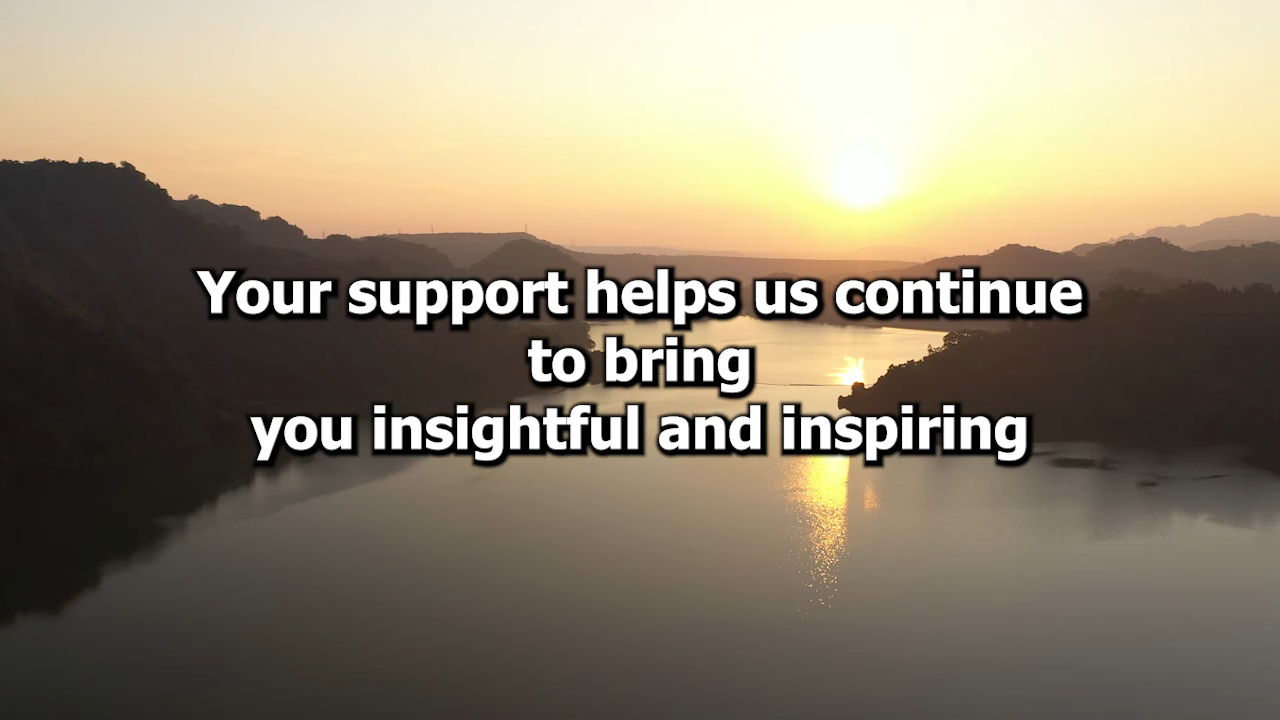 Your support helps us continue
to bring
you insightful and inspiring